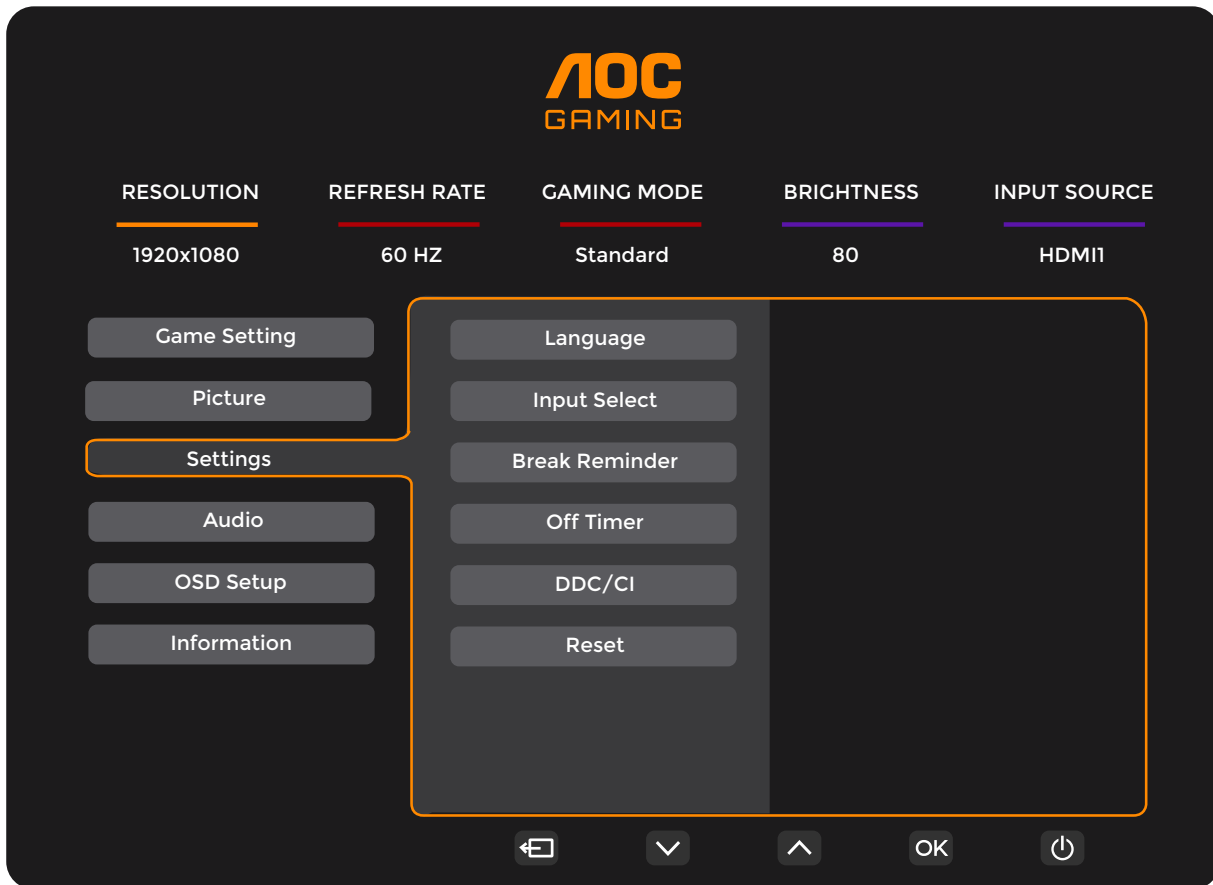 AOC
GAMING
RESOLUTION REFRESH RATE GAMING MODE BRIGHTNESS INPUT SOURCE
1920x1080 60 HZ Standard 80 HDMI1
Game Setting
Picture
Settings
Audio
OSD Setup
Information
Language
Input Select
Break Reminder
Off Timer
DDC/CI
Reset
OK